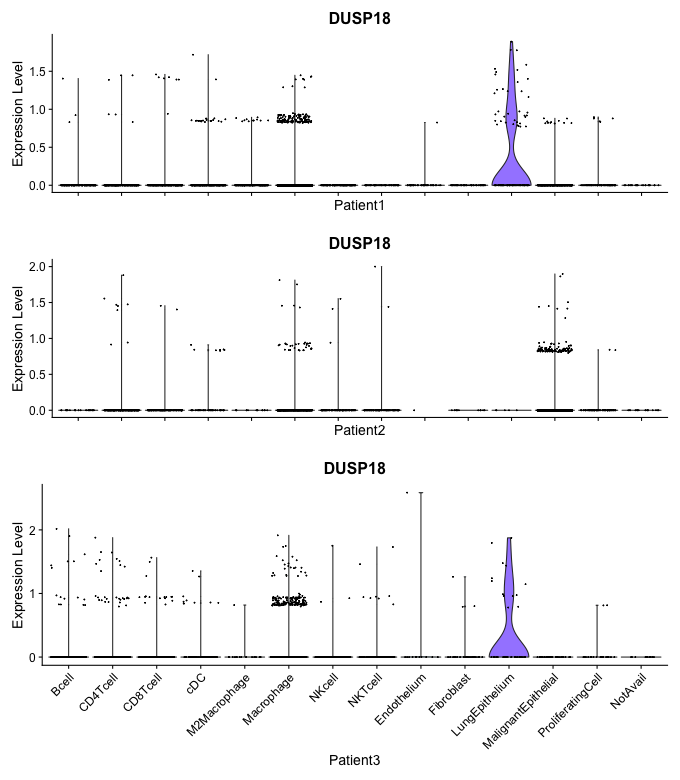 DUSP18
Expression Level
1.5
1.0
0.5
0.0
Patient1
DUSP18
Expression Level
2.0
1.5
1.0
0.5
0.0
Patient2
DUSP18
Expression Level
2
1
0
Bcell
CD4Tcell
CD8Tcell
cDC
M2Macrophage
Macrophage
NKcell
NKTcell
Endothelium
Fibroblast
LungEpithelium
MalignantEpithelial
ProliferatingCell
NotAvail
Patient3